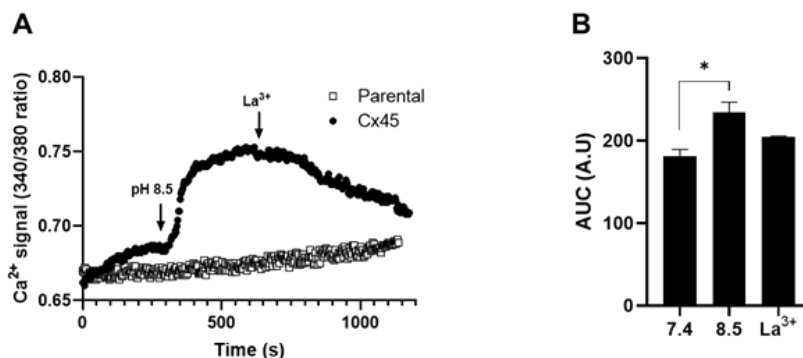 A
Ca²⁺ signal (340/380 ratio)
0.80
0.75
0.70
0.65
pH 8.5
La³⁺
Parental
Cx45
0
500
1000
Time (s)
B
AUC (A.U)
300
200
100
0
*
7.4 8.5 La³⁺